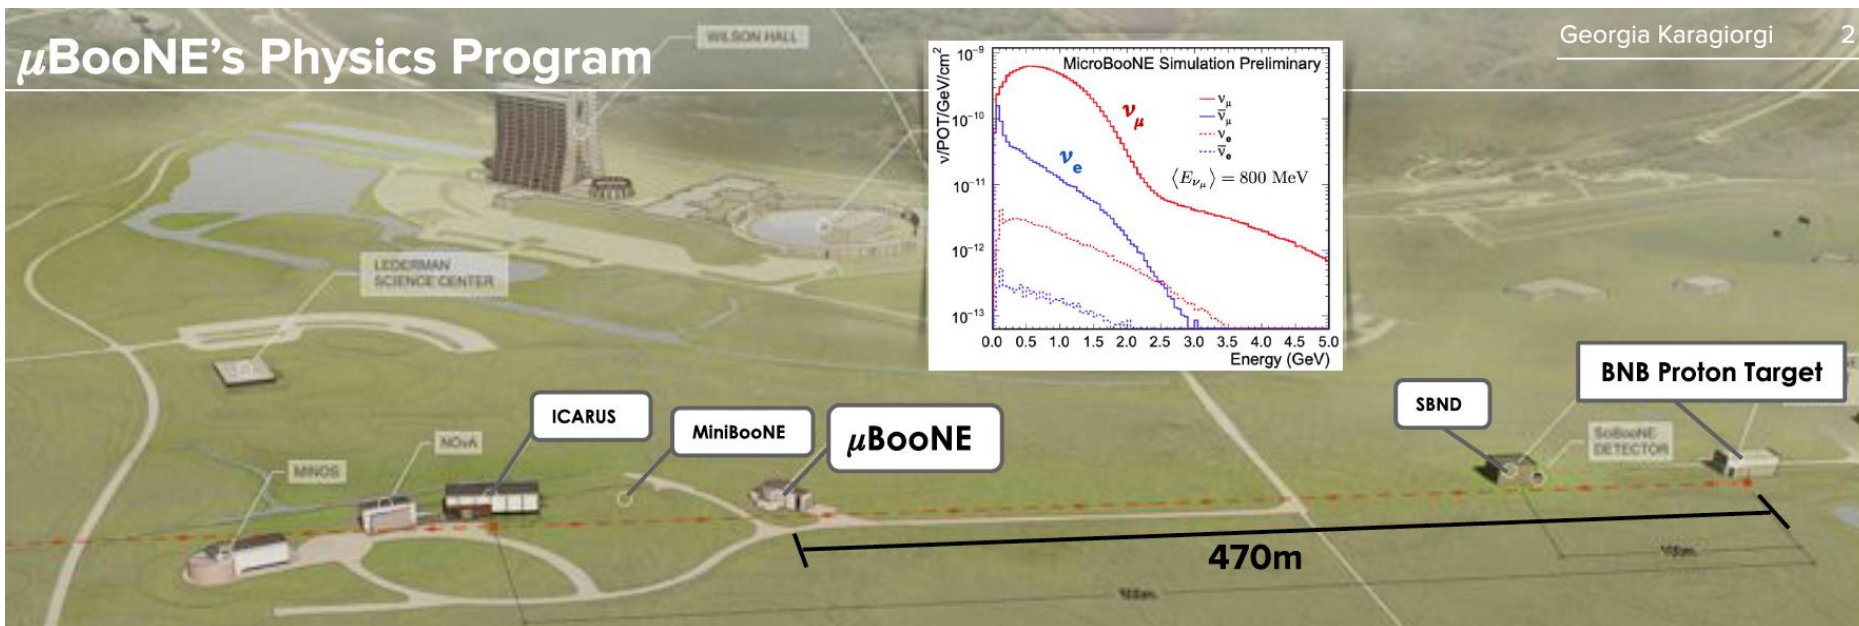 μBooNE's Physics Program
Georgia Karagiorgi 2
WILSON HALL
LEDERMAN
SCIENCE CENTER
MicroBooNE Simulation Preliminary
ν/POT/GeV/cm²
10⁻⁹
10⁻¹⁰
10⁻¹¹
10⁻¹²
10⁻¹³
ν_μ
ν_e
ν_μ
ν̄_μ
ν_e
ν̄_e
⟨E_ν_μ⟩ = 800 MeV
0.0 0.5 1.0 1.5 2.0 2.5 3.0 3.5 4.0 4.5 5.0
Energy (GeV)
BNB Proton Target
SBND
ICARUS
MiniBooNE
μBooNE
SciBooNE
DETECTOR
NOvA
MINOS
470m